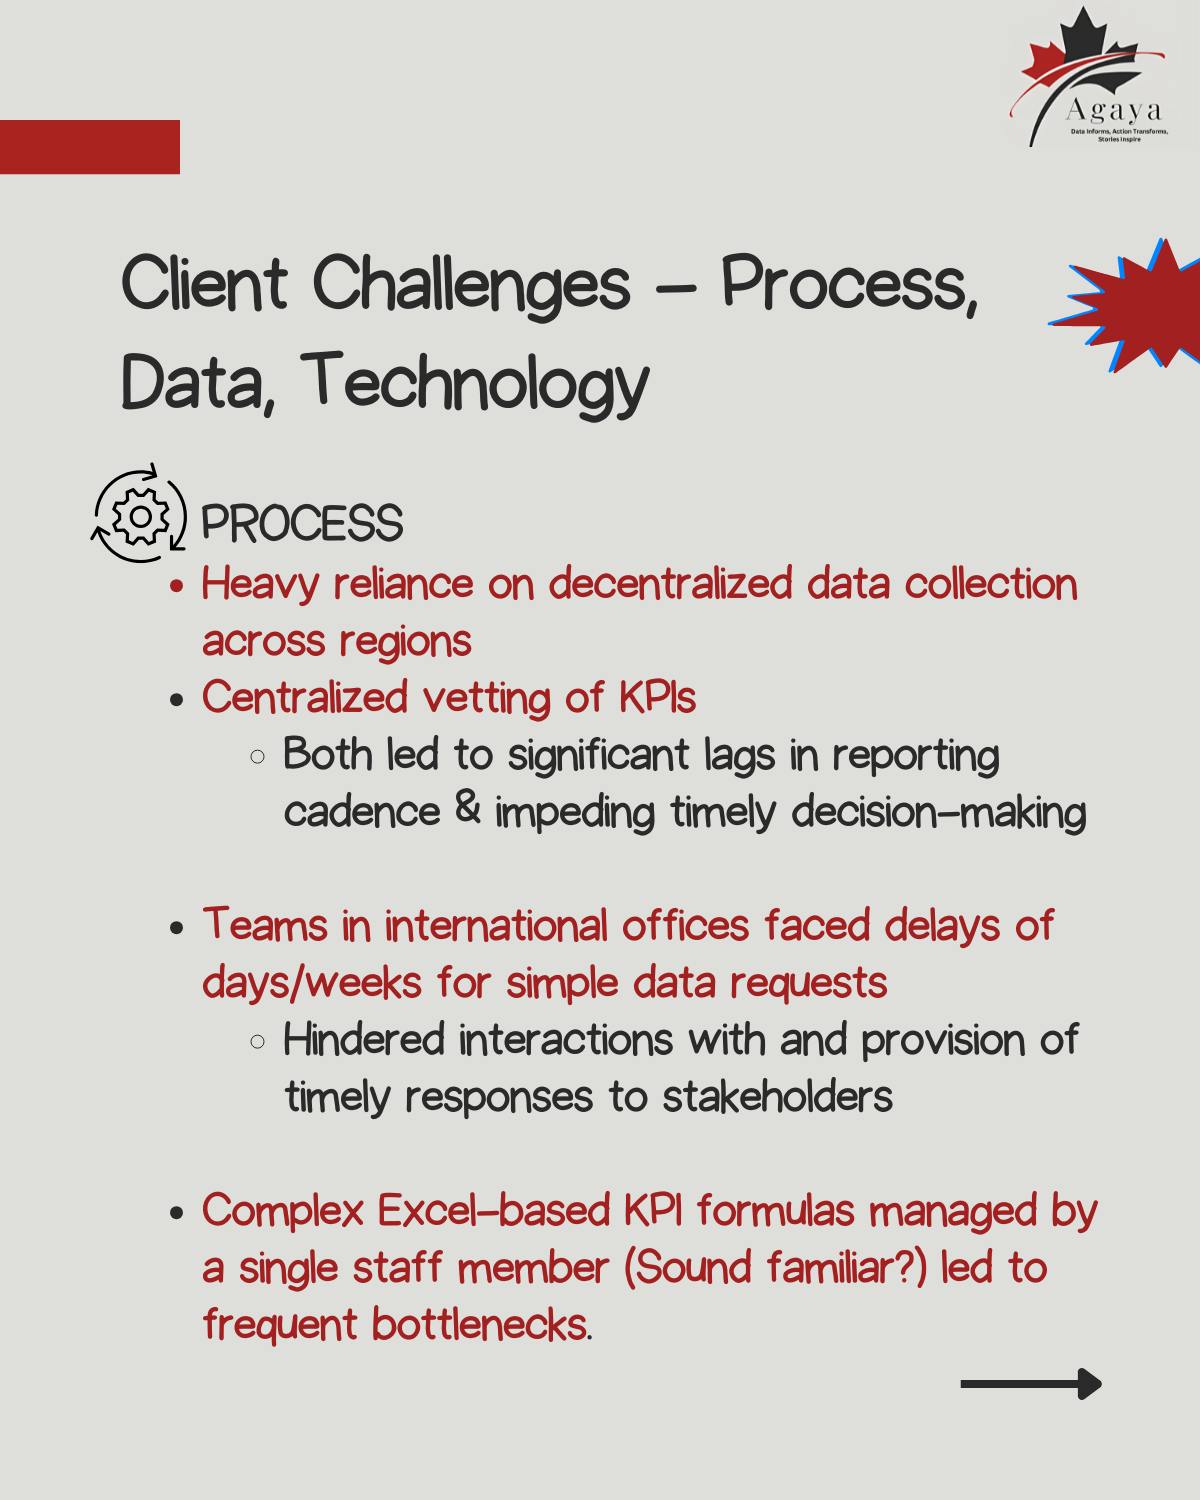 Agaya
Data Informs, Action Transforms,
Stories Inspire
Client Challenges – Process,
Data, Technology
PROCESS
• Heavy reliance on decentralized data collection
across regions
• Centralized vetting of KPIs
○ Both led to significant lags in reporting
cadence & impeding timely decision-making
• Teams in international offices faced delays of
days/weeks for simple data requests
○ Hindered interactions with and provision of
timely responses to stakeholders
• Complex Excel-based KPI formulas managed by
a single staff member (Sound familiar?) led to
frequent bottlenecks.